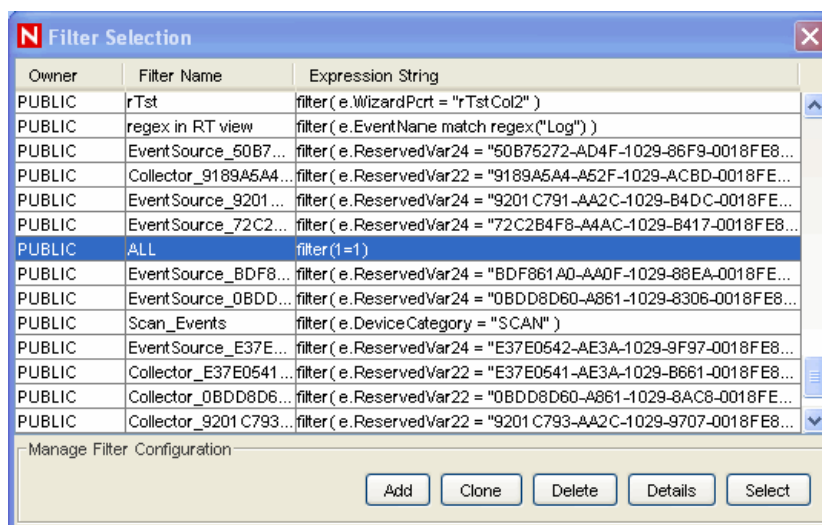 N Filter Selection
Owner Filter Name Expression String
PUBLIC rTst filter( e.WizardPort = "rTstCol2" )
PUBLIC regex in RT view filter( e.EventName match regex("Log") )
PUBLIC EventSource_50B7... filter( e.ReservedVar24 = "50B75272-AD4F-1029-86F9-0018FE8...
PUBLIC Collector_9189A5A4... filter( e.ReservedVar22 = "9189A5A4-A52F-1029-ACBD-0018FE...
PUBLIC EventSource_9201... filter( e.ReservedVar24 = "9201C791-AA2C-1029-B4DC-0018FE...
PUBLIC EventSource_72C2... filter( e.ReservedVar24 = "72C2B4F8-A4AC-1029-B417-0018FE8...
PUBLIC ALL filter(1=1)
PUBLIC EventSource_BDF8... filter( e.ReservedVar24 = "BDF861A0-AA0F-1029-88EA-0018FE...
PUBLIC EventSource_0BDD... filter( e.ReservedVar24 = "0BDD8D60-A861-1029-8306-0018FE8...
PUBLIC Scan_Events filter( e.DeviceCategory = "SCAN" )
PUBLIC EventSource_E37E... filter( e.ReservedVar24 = "E37E0542-AE3A-1029-9F97-0018FE8...
PUBLIC Collector_E37E0541... filter( e.ReservedVar22 = "E37E0541-AE3A-1029-B661-0018FE8...
PUBLIC Collector_0BDD8D6... filter( e.ReservedVar22 = "0BDD8D60-A861-1029-8AC8-0018FE...
PUBLIC Collector_9201C793... filter( e.ReservedVar22 = "9201C793-AA2C-1029-9707-0018FE8...
Manage Filter Configuration
Add Clone Delete Details Select